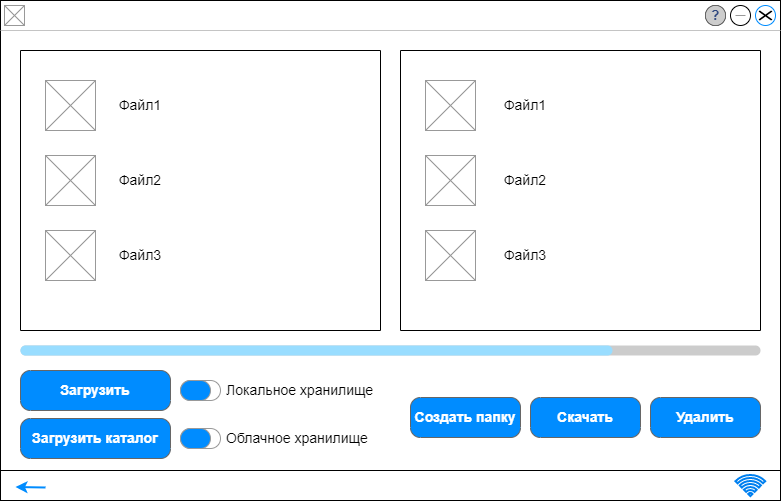 ?
Файл1
Файл2
Файл3
Файл1
Файл2
Файл3
Загрузить
Локальное хранилище
Загрузить каталог
Облачное хранилище
Создать папку
Скачать
Удалить